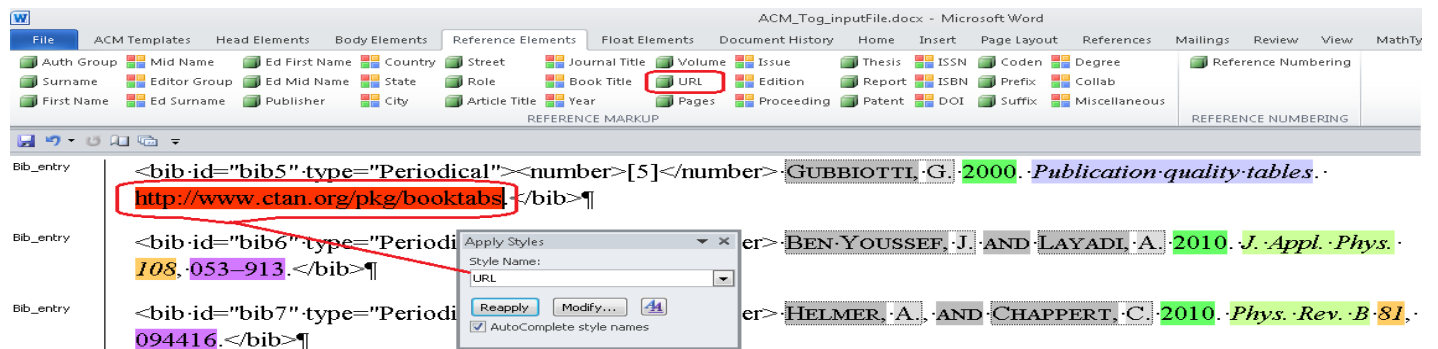 ACM_Tog_inputFile.docx - Microsoft Word
File ACM Templates Head Elements Body Elements Reference Elements Float Elements Document History Home Insert Page Layout References Mailings Review View MathTy
Auth Group Mid Name Ed First Name Country Street Journal Title Volume Issue Thesis ISSN Coden Degree Reference Numbering
Surname Editor Group Ed Mid Name State Role Book Title URL Edition Report ISBN Prefix Collab
First Name Ed Surname Publisher City Article Title Year Pages Proceeding Patent DOI Suffix Miscellaneous
REFERENCE MARKUP REFERENCE NUMBERING
Bib_entry <bib·id="bib5"·type="Periodical"><number>[5]</number>·GUBBIOTTI,·G.·2000.·Publication·quality·tables.·
http://www.ctan.org/pkg/booktabs.</bib>¶
Bib_entry <bib·id="bib6"·type="Periodi er>·BEN·YOUSSEF,·J.·AND·LAYADI,·A.·2010.·J.·Appl.·Phys.·
108,·053–913.</bib>¶
Bib_entry <bib·id="bib7"·type="Periodi er>·HELMER,·A.,·AND·CHAPPERT,·C.·2010.·Phys.·Rev.·B·81,·
094416.</bib>¶
Apply Styles
Style Name:
URL
Reapply Modify...
AutoComplete style names